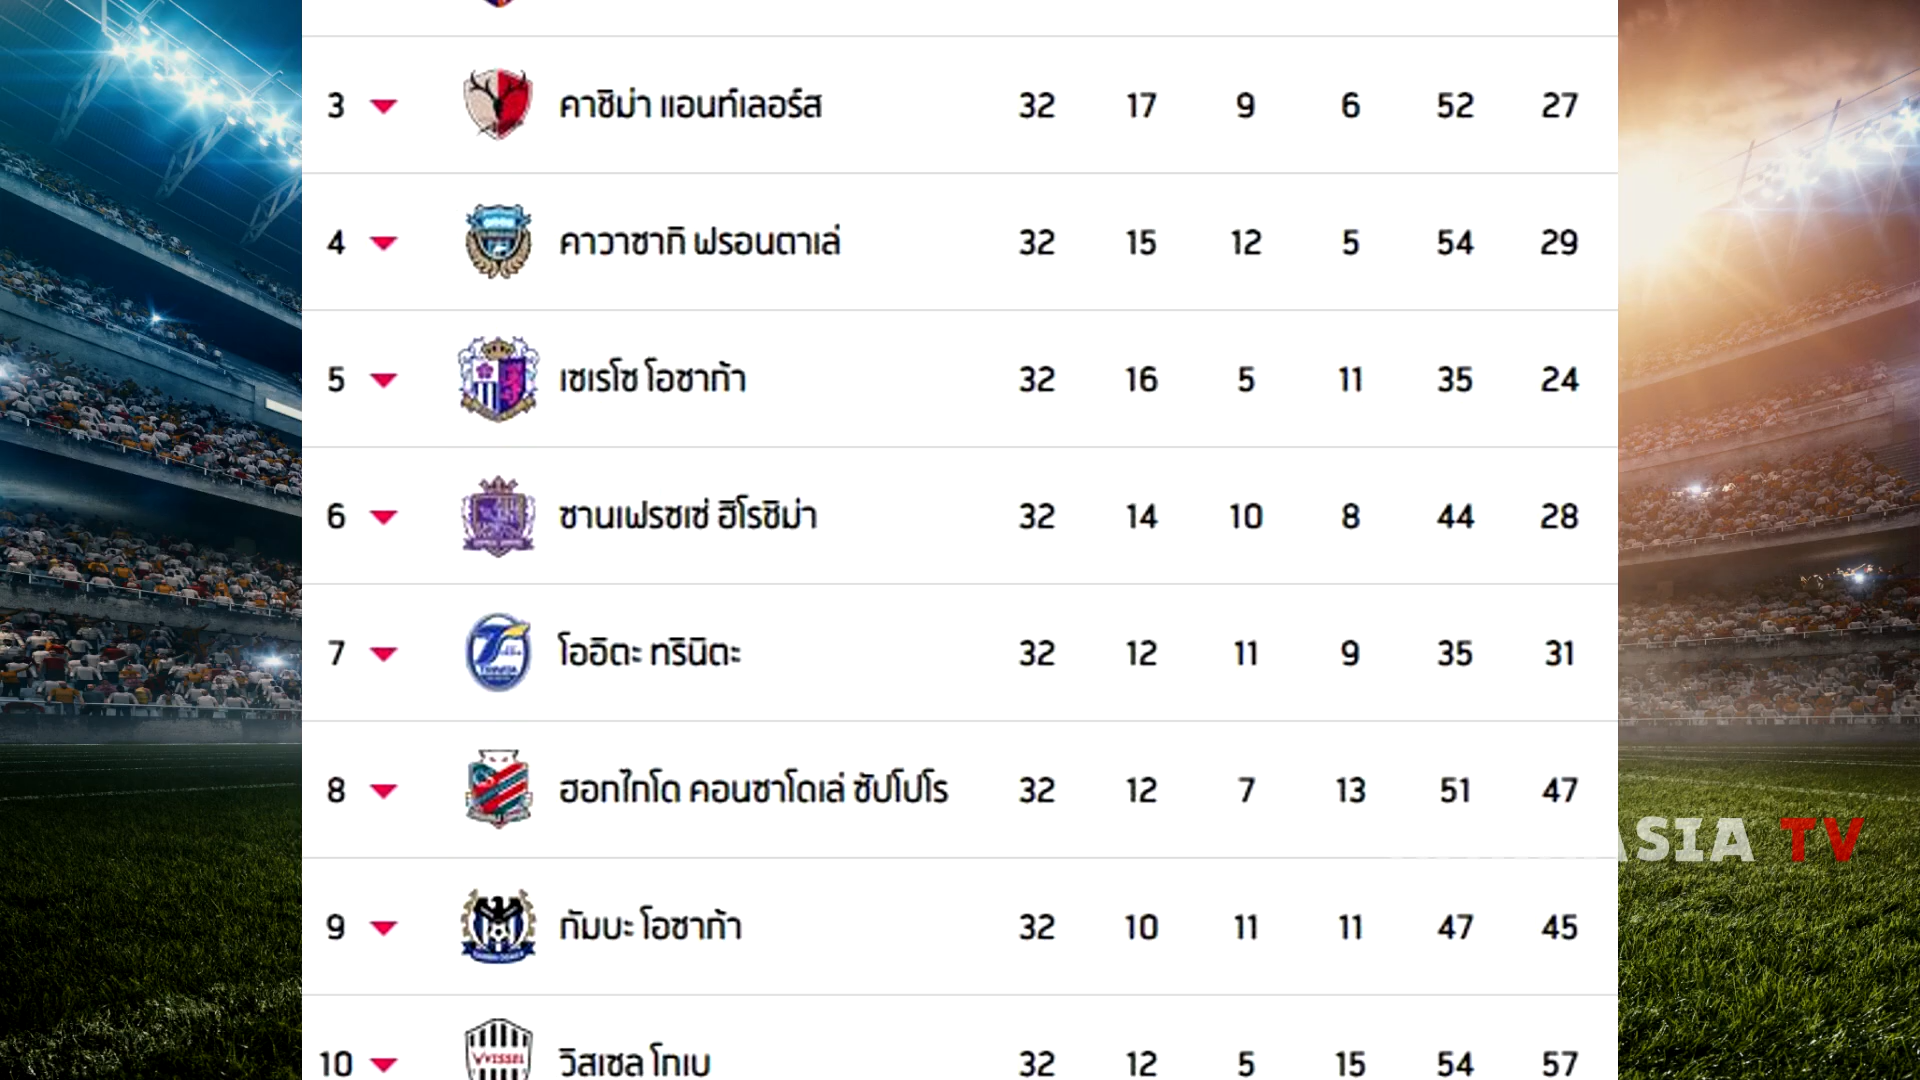 3 คาชิม่า แอนท์เลอร์ส 32 17 9 6 52 27
4 คาวาซากิ ฟรอนตาเล่ 32 15 12 5 54 29
5 เซเรโซ โอซาก้า 32 16 5 11 35 24
6 ซานเฟรซเซ่ ฮิโรชิม่า 32 14 10 8 44 28
7 โออิตะ ทรินิตะ 32 12 11 9 35 31
8 ฮอกไกโด คอนซาโดเล่ ซัปโปโร 32 12 7 13 51 47
ASIA TV
9 กัมบะ โอซาก้า 32 10 11 11 47 45
VISSEL
10 วิสเซล โกเบ 32 12 5 15 54 57